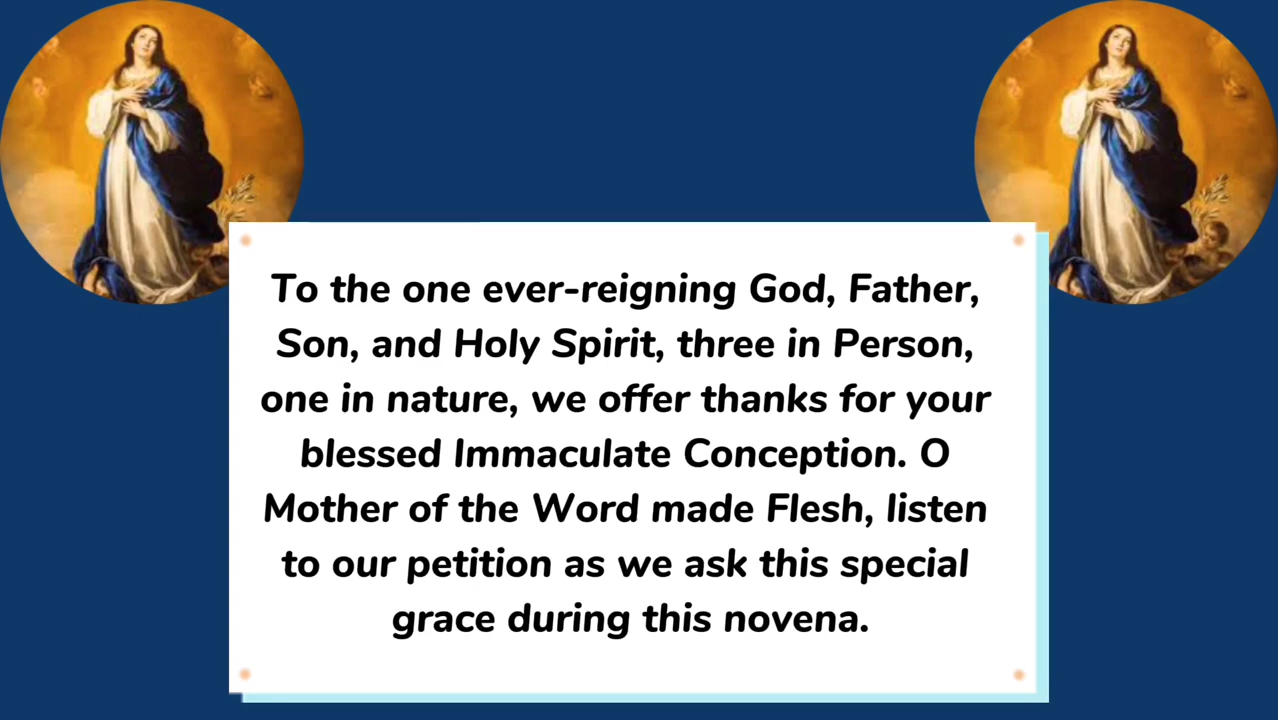 To the one ever-reigning God, Father,
Son, and Holy Spirit, three in Person,
one in nature, we offer thanks for your
blessed Immaculate Conception. O
Mother of the Word made Flesh, listen
to our petition as we ask this special
grace during this novena.